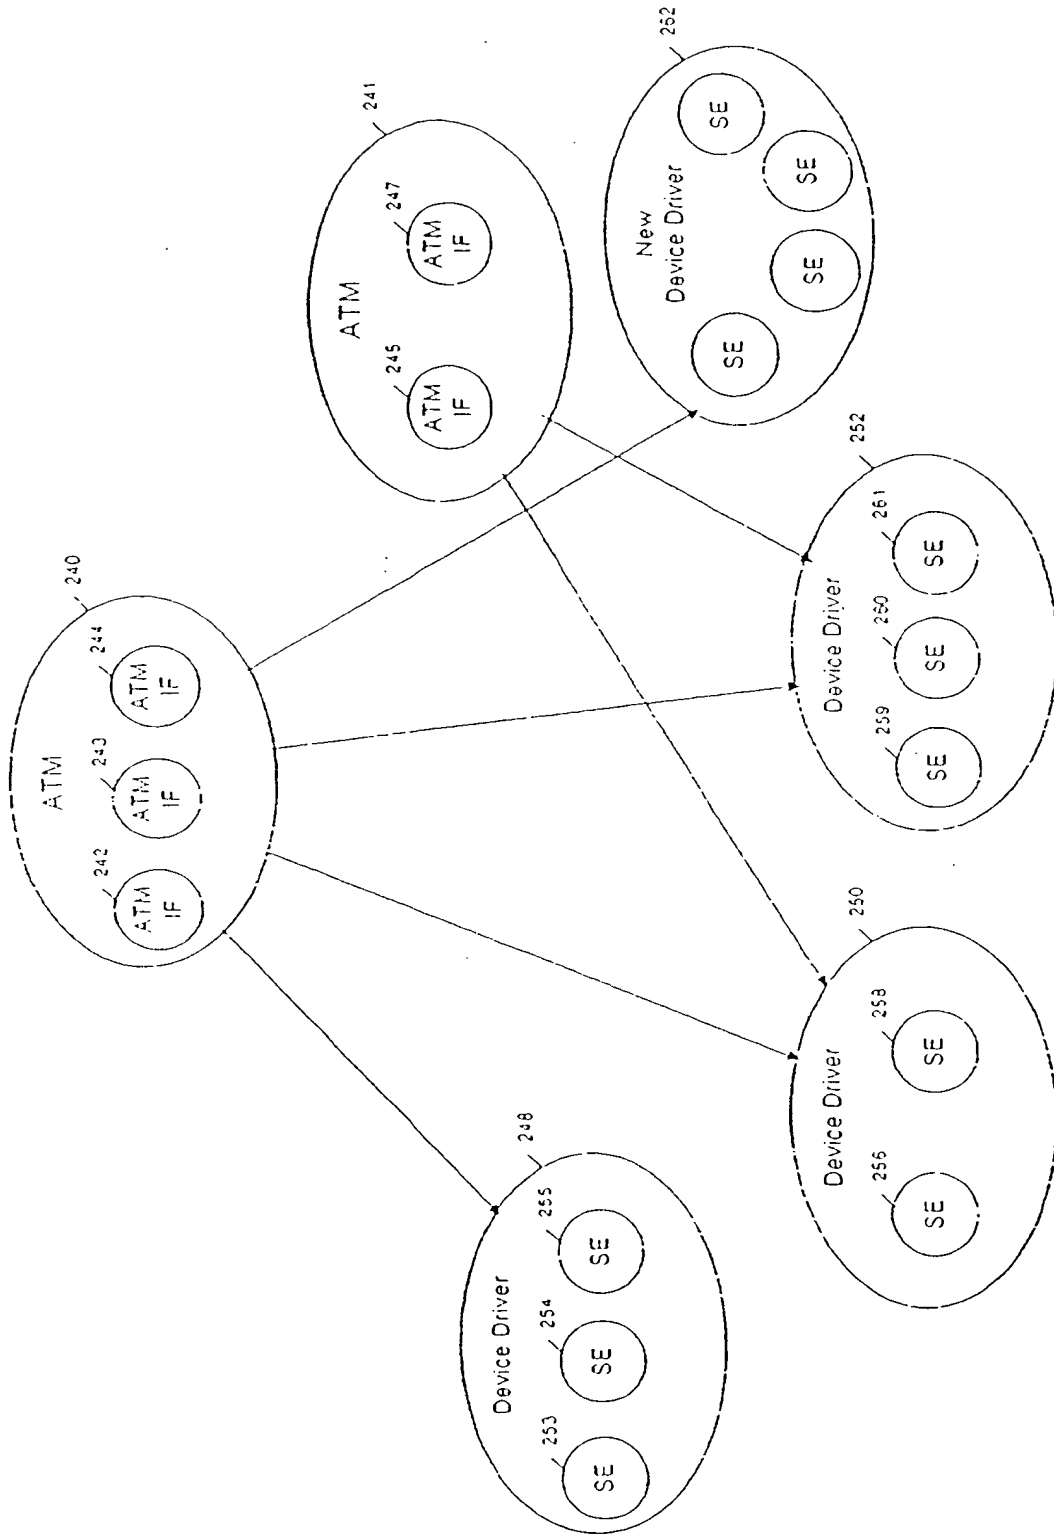 240
ATM
242
243
244
ATM
IF
ATM
IF
ATM
IF
241
ATM
245
247
ATM
IF
ATM
IF
248
Device Driver
253
254
255
SE
SE
SE
250
Device Driver
256
258
SE
SE
252
Device Driver
259
260
261
SE
SE
SE
262
New
Device Driver
SE
SE
SE
SE